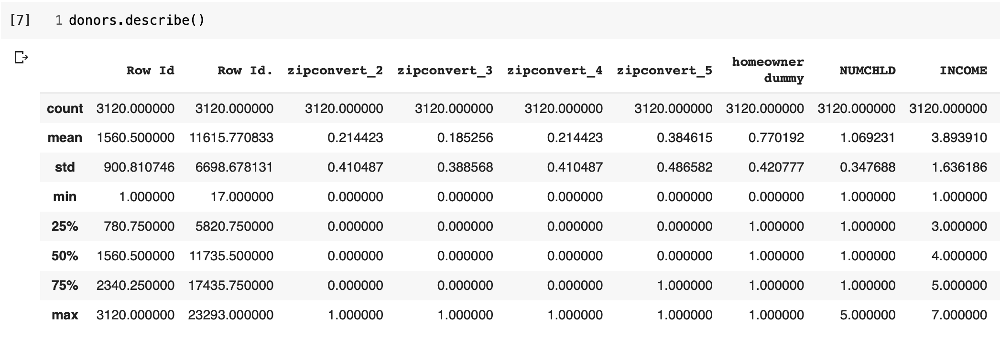 [7] 1 donors.describe()
Row Id Row Id. zipconvert_2 zipconvert_3 zipconvert_4 zipconvert_5 homeowner dummy NUMCHLD INCOME
count 3120.000000 3120.000000 3120.000000 3120.000000 3120.000000 3120.000000 3120.000000 3120.000000 3120.000000
mean 1560.500000 11615.770833 0.214423 0.185256 0.214423 0.384615 0.770192 1.069231 3.893910
std 900.810746 6698.678131 0.410487 0.388568 0.410487 0.486582 0.420777 0.347688 1.636186
min 1.000000 17.000000 0.000000 0.000000 0.000000 0.000000 0.000000 1.000000 1.000000
25% 780.750000 5820.750000 0.000000 0.000000 0.000000 0.000000 1.000000 1.000000 3.000000
50% 1560.500000 11735.500000 0.000000 0.000000 0.000000 0.000000 1.000000 1.000000 4.000000
75% 2340.250000 17435.750000 0.000000 0.000000 0.000000 1.000000 1.000000 1.000000 5.000000
max 3120.000000 23293.000000 1.000000 1.000000 1.000000 1.000000 1.000000 5.000000 7.000000